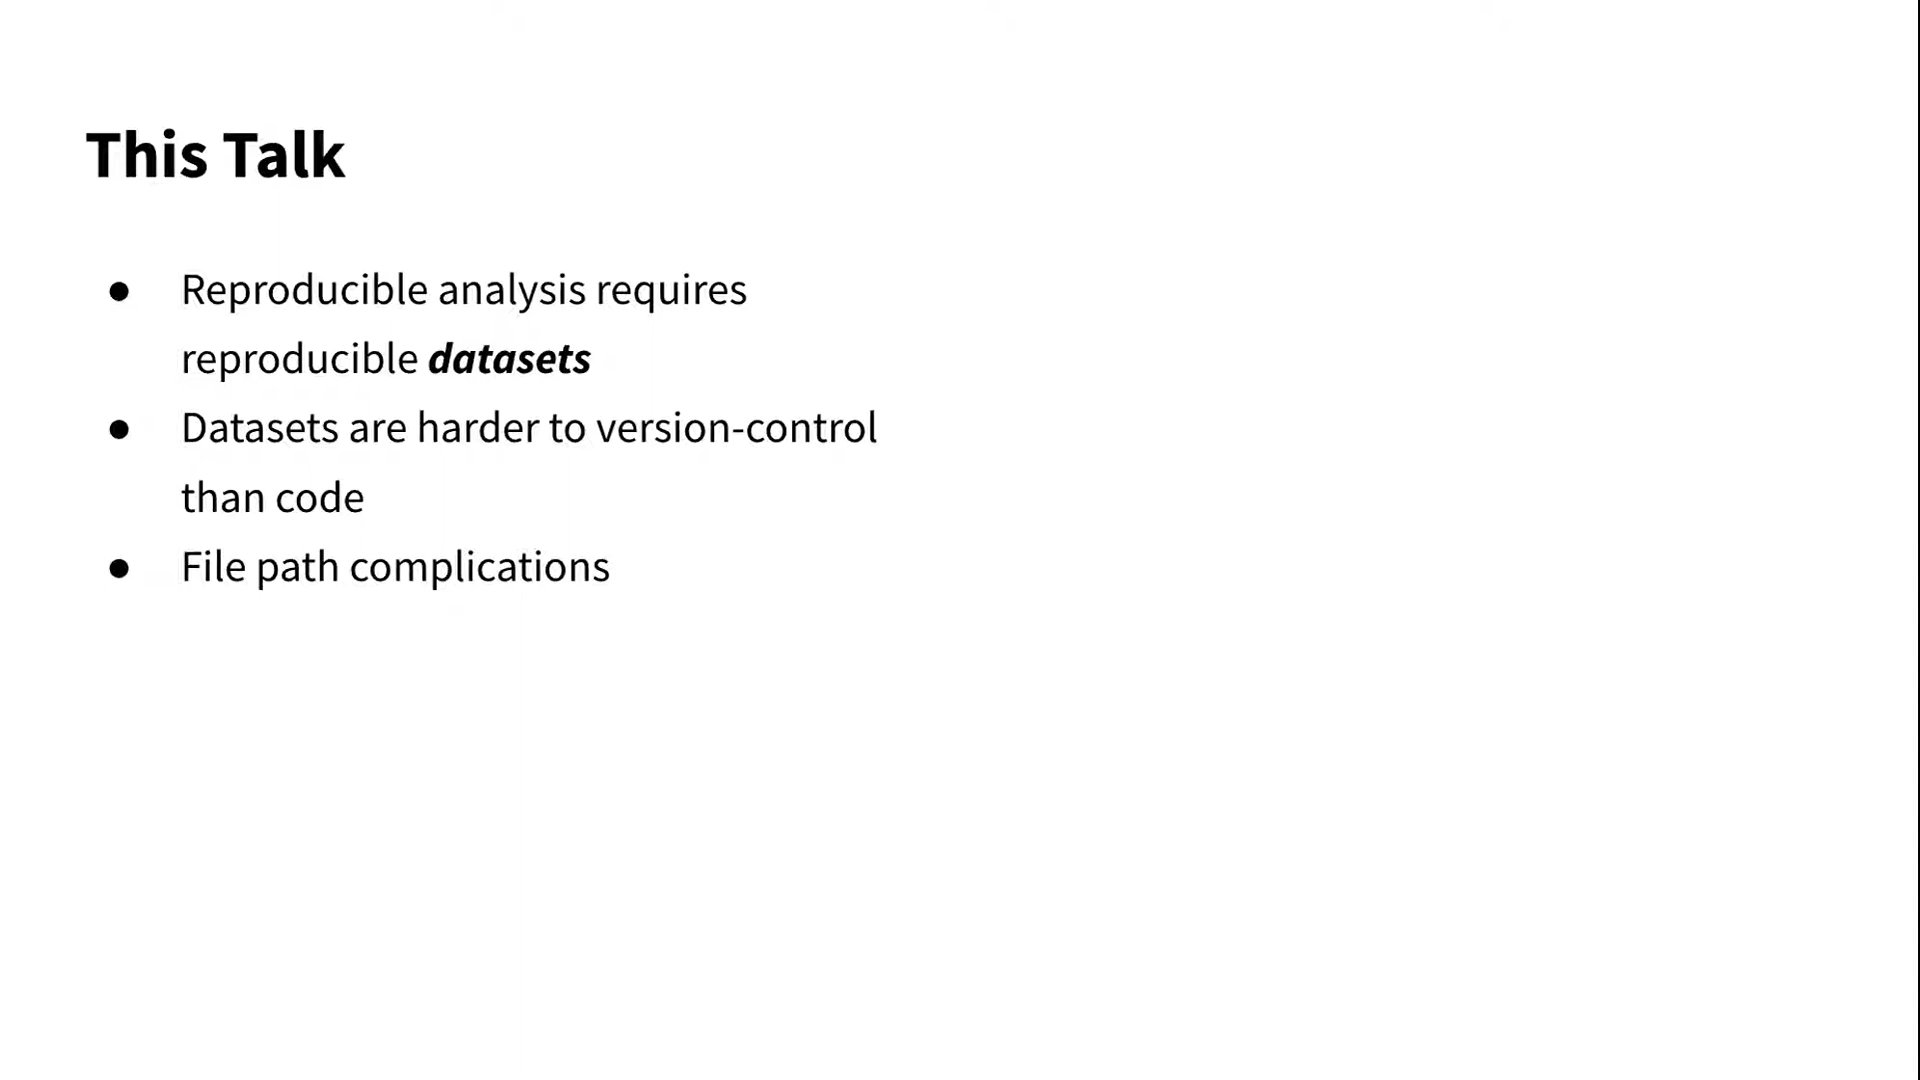 This Talk
● Reproducible analysis requires
reproducible datasets
● Datasets are harder to version-control
than code
● File path complications